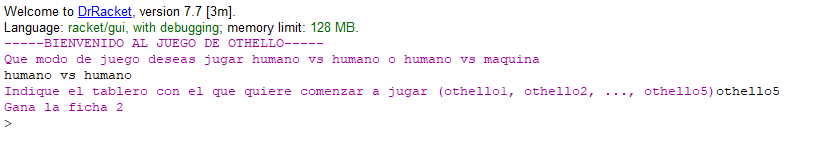 Welcome to DrRacket, version 7.7 [3m].
Language: racket/gui, with debugging; memory limit: 128 MB.
-----BIENVENIDO AL JUEGO DE OTHELLO-----
Que modo de juego deseas jugar humano vs humano o humano vs maquina
humano vs humano
Indique el tablero con el que quiere comenzar a jugar (othello1, othello2, ..., othello5)othello5
Gana la ficha 2
>